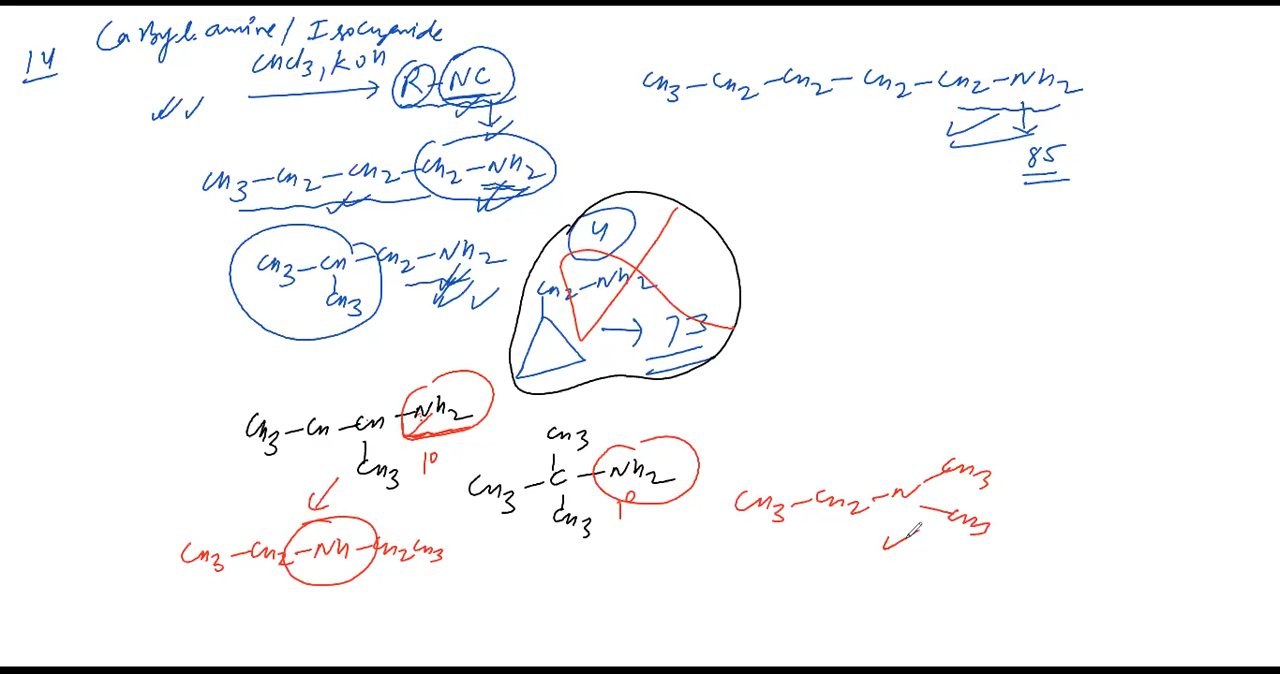 14
Carbyl amine / Isocyanide
CHCl3, KOH
R-NC
CH3-CH2-CH2-CH2-CH2-NH2
85
CH3-CH2-CH2-CH2-NH2
4
CH3-CH-CH2-NH2
CH3
CH2-NH2
73
CH3-CH-CH-NH2
CH3
1°
CH3
CH3-C-NH2
CH3
1°
CH3-CH2-N-CH3
CH3
CH3-CH2-NH-CH2CH3